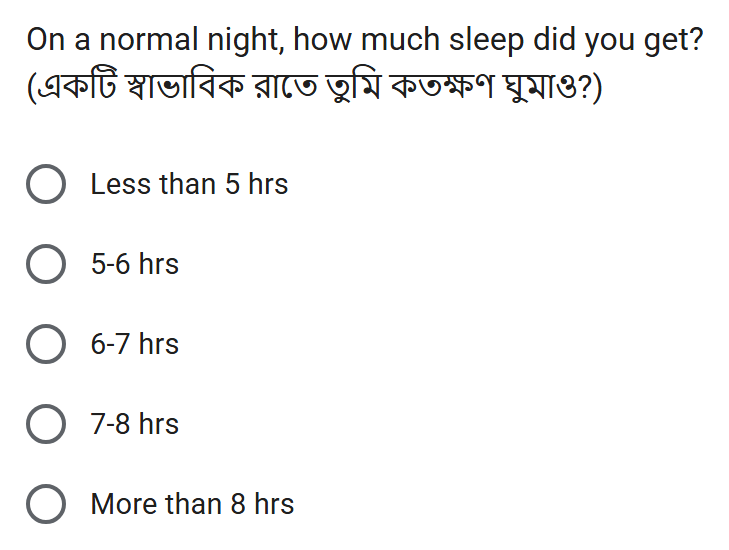 On a normal night, how much sleep did you get?
(একটি স্বাভাবিক রাতে তুমি কতক্ষণ ঘুমাও?)
Less than 5 hrs
5-6 hrs
6-7 hrs
7-8 hrs
More than 8 hrs